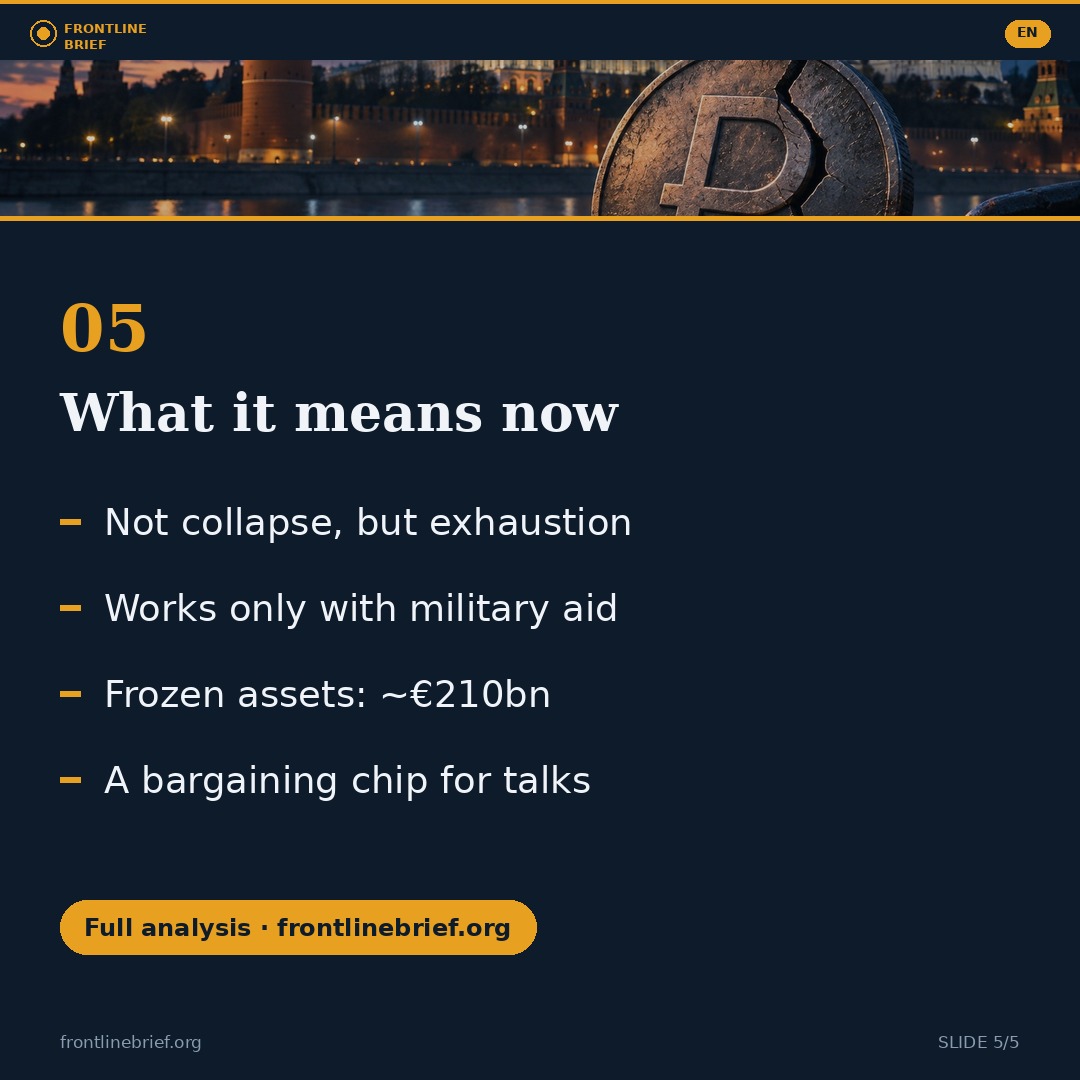 FRONTLINE
BRIEF
EN
₽
05
What it means now
– Not collapse, but exhaustion
– Works only with military aid
– Frozen assets: ~€210bn
– A bargaining chip for talks
Full analysis · frontlinebrief.org
frontlinebrief.org
SLIDE 5/5